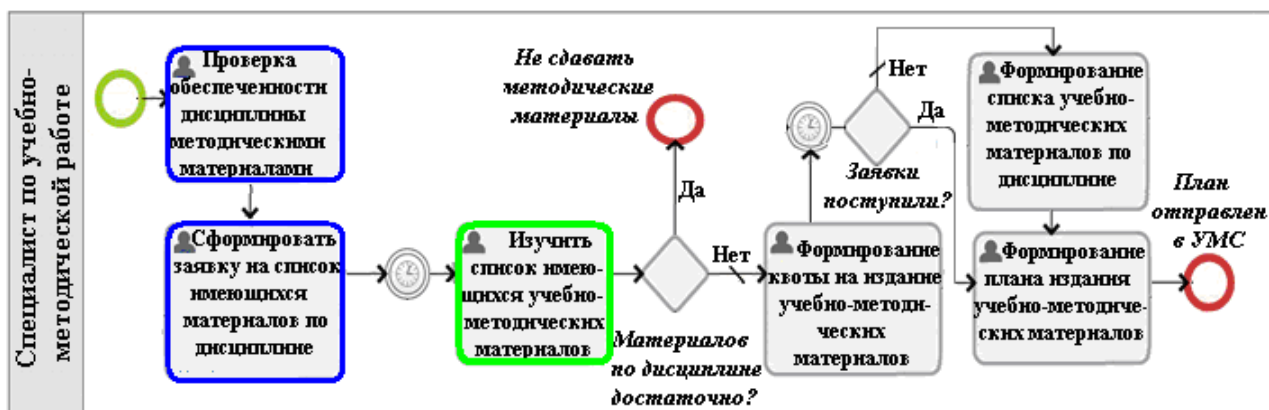 Специалист по учебно-
методической работе
Проверка
обеспеченности
дисциплины
методическими
материалами
Сформировать
заявку на список
имеющихся
материалов по
дисциплине
Изучить
список имею-
щихся учебно-
методических
материалов
Не сдавать
методические
материалы
Да
Нет
Материалов
по дисциплине
достаточно?
Формирование
квоты на издание
учебно-методи-
ческих
материалов
Заявки
поступили?
Нет
Да
Формирование
списка учебно-
методических
материалов по
дисциплине
Формирование
плана издания
учебно-методиче-
ских материалов
План
отправлен
в УМС